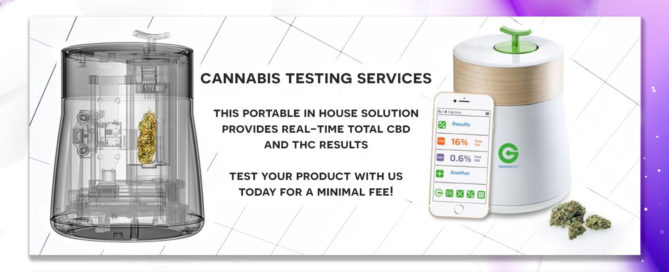 CANNABIS TESTING SERVICES
THIS PORTABLE IN HOUSE SOLUTION
PROVIDES REAL-TIME TOTAL CBD
AND THC RESULTS
TEST YOUR PRODUCT WITH US
TODAY FOR A MINIMAL FEE!
Results
16%
0.6%
Another